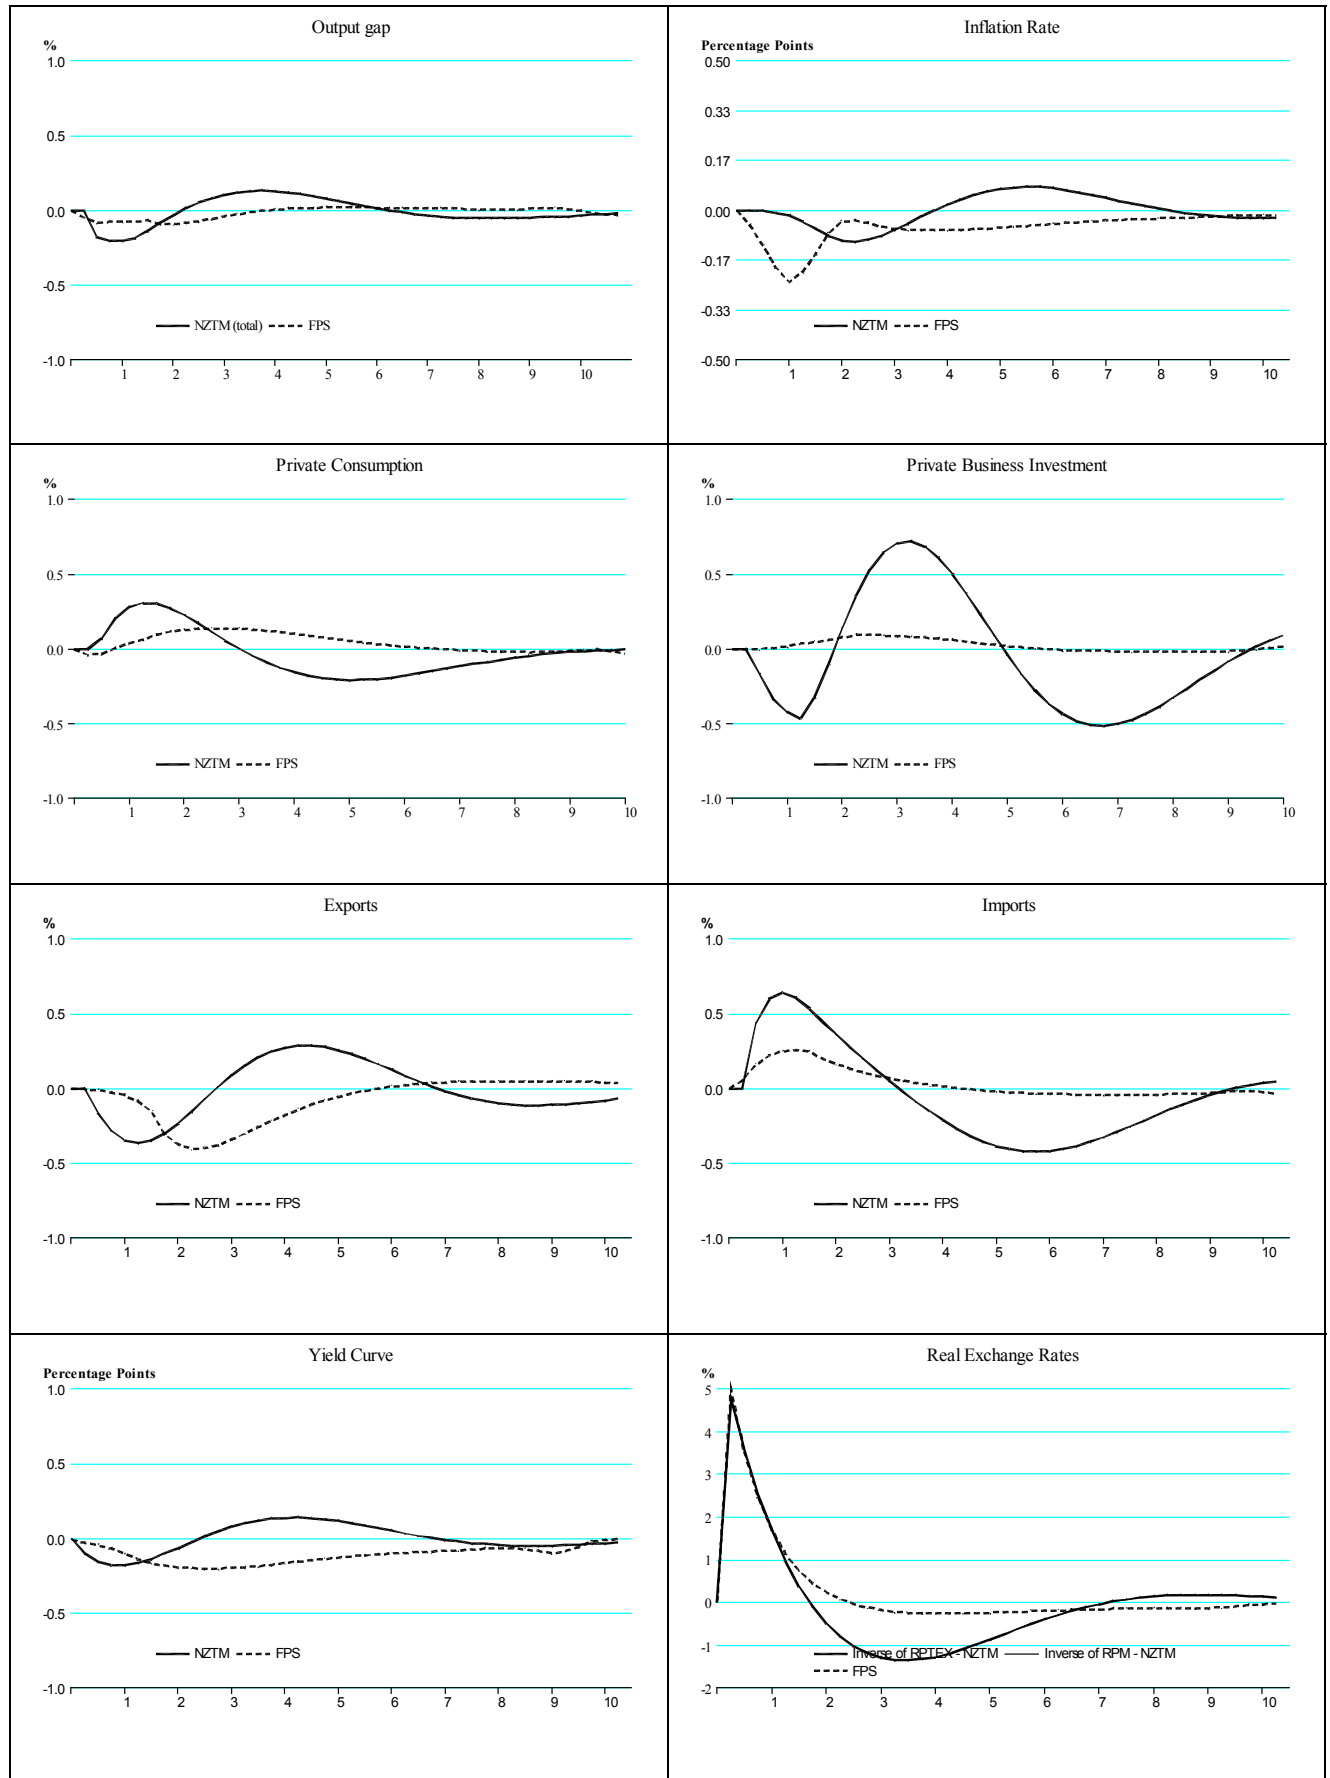 Output gap
%
1.0
0.5
0.0
-0.5
NZTM (total) FPS
-1.0
1 2 3 4 5 6 7 8 9 10
Inflation Rate
Percentage Points
0.50
0.33
0.17
0.00
-0.17
-0.33
NZTM FPS
-0.50
1 2 3 4 5 6 7 8 9 10
Private Consumption
%
1.0
0.5
0.0
-0.5
NZTM FPS
-1.0
1 2 3 4 5 6 7 8 9 10
Private Business Investment
%
1.0
0.5
0.0
-0.5
NZTM FPS
-1.0
1 2 3 4 5 6 7 8 9 10
Exports
%
1.0
0.5
0.0
-0.5
NZTM FPS
-1.0
1 2 3 4 5 6 7 8 9 10
Imports
%
1.0
0.5
0.0
-0.5
NZTM FPS
-1.0
1 2 3 4 5 6 7 8 9 10
Yield Curve
Percentage Points
1.0
0.5
0.0
-0.5
NZTM FPS
-1.0
1 2 3 4 5 6 7 8 9 10
Real Exchange Rates
%
5
4
3
2
1
0
-1
Inverse of RPTEX - NZTM Inverse of RPM - NZTM
FPS
-2
1 2 3 4 5 6 7 8 9 10